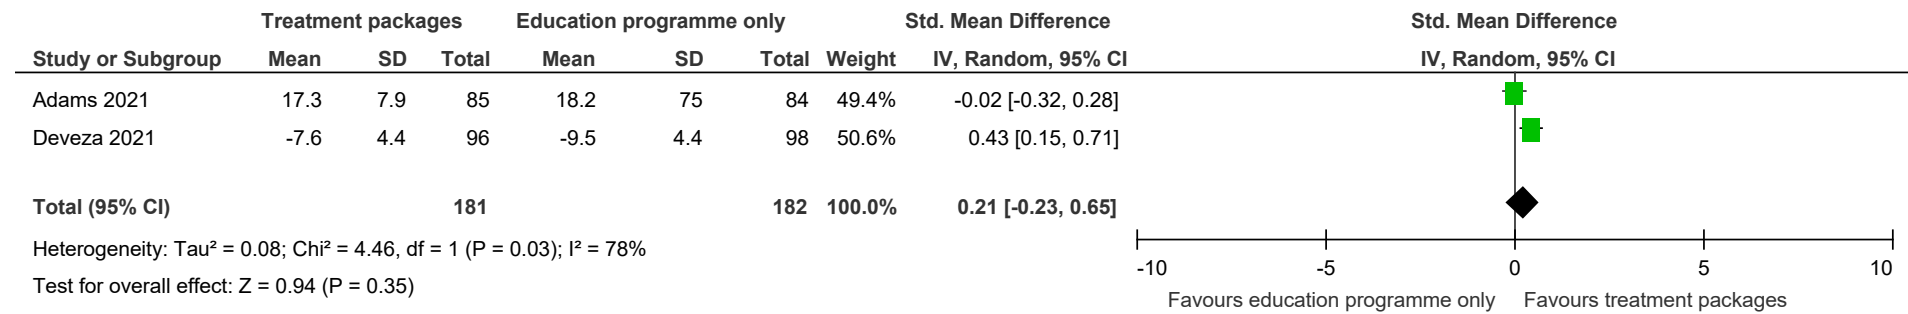 Treatment packages Education programme only Std. Mean Difference Std. Mean Difference
Study or Subgroup Mean SD Total Mean SD Total Weight IV, Random, 95% CI IV, Random, 95% CI
Adams 2021 17.3 7.9 85 18.2 75 84 49.4% -0.02 [-0.32, 0.28]
Deveza 2021 -7.6 4.4 96 -9.5 4.4 98 50.6% 0.43 [0.15, 0.71]
Total (95% CI) 181 182 100.0% 0.21 [-0.23, 0.65]
Heterogeneity: Tau² = 0.08; Chi² = 4.46, df = 1 (P = 0.03); I² = 78%
Test for overall effect: Z = 0.94 (P = 0.35)
-10 -5 0 5 10
Favours education programme only Favours treatment packages